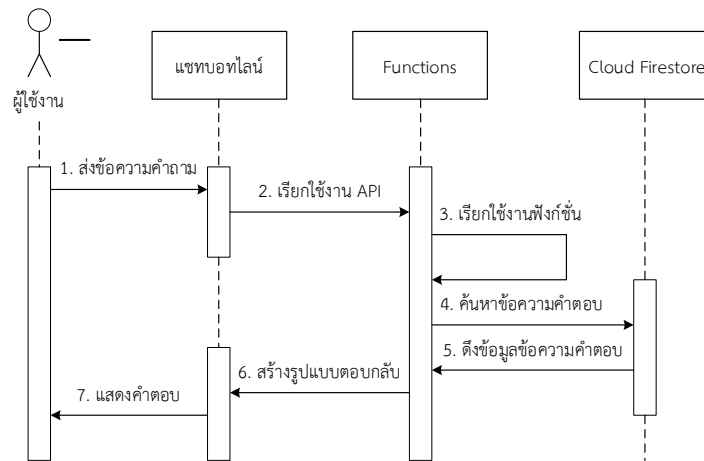 แชทบอทไลน์
Functions
Cloud Firestore
ผู้ใช้งาน
1. ส่งข้อความคำถาม
2. เรียกใช้งาน API
3. เรียกใช้งานฟังก์ชั่น
4. ค้นหาข้อความคำตอบ
5. ดึงข้อมูลข้อความคำตอบ
6. สร้างรูปแบบตอบกลับ
7. แสดงคำตอบ